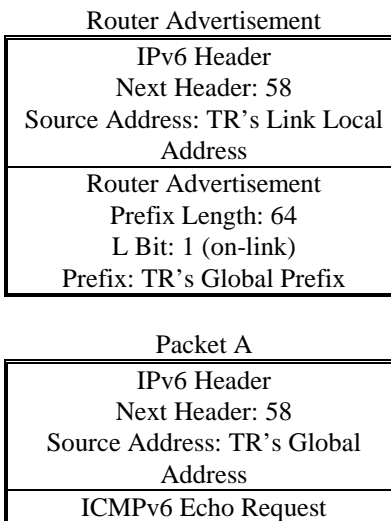 Router Advertisement
IPv6 Header
Next Header: 58
Source Address: TR's Link Local
Address
Router Advertisement
Prefix Length: 64
L Bit: 1 (on-link)
Prefix: TR's Global Prefix
Packet A
IPv6 Header
Next Header: 58
Source Address: TR's Global
Address
ICMPv6 Echo Request